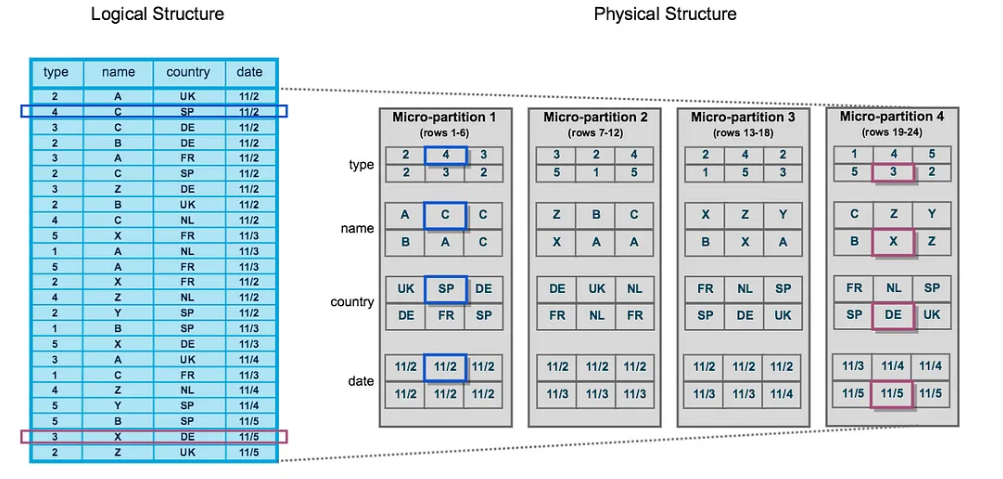 Logical Structure
Physical Structure
type name country date
2 A UK 11/2
4 C SP 11/2
3 C DE 11/2
2 B DE 11/2
3 A FR 11/2
2 C SP 11/2
3 Z DE 11/2
2 B UK 11/2
4 C NL 11/2
5 X FR 11/3
1 A NL 11/3
5 A FR 11/3
2 X FR 11/2
4 Z NL 11/2
2 Y SP 11/2
1 B SP 11/3
5 X DE 11/3
3 A UK 11/4
1 C FR 11/3
4 Z NL 11/4
5 Y SP 11/4
5 B SP 11/5
3 X DE 11/5
2 Z UK 11/5
type
name
country
date
Micro-partition 1
(rows 1-6)
2 4 3
2 3 2
A C C
B A C
UK SP DE
DE FR SP
11/2 11/2 11/2
11/2 11/2 11/2
Micro-partition 2
(rows 7-12)
3 2 4
5 1 5
Z B C
X A A
DE UK NL
FR NL FR
11/2 11/2 11/2
11/3 11/3 11/3
Micro-partition 3
(rows 13-18)
2 4 2
1 5 3
X Z Y
B X A
FR NL SP
SP DE UK
11/2 11/2 11/2
11/3 11/3 11/4
Micro-partition 4
(rows 19-24)
1 4 5
5 3 2
C Z Y
B X Z
FR NL SP
SP DE UK
11/3 11/4 11/4
11/5 11/5 11/5